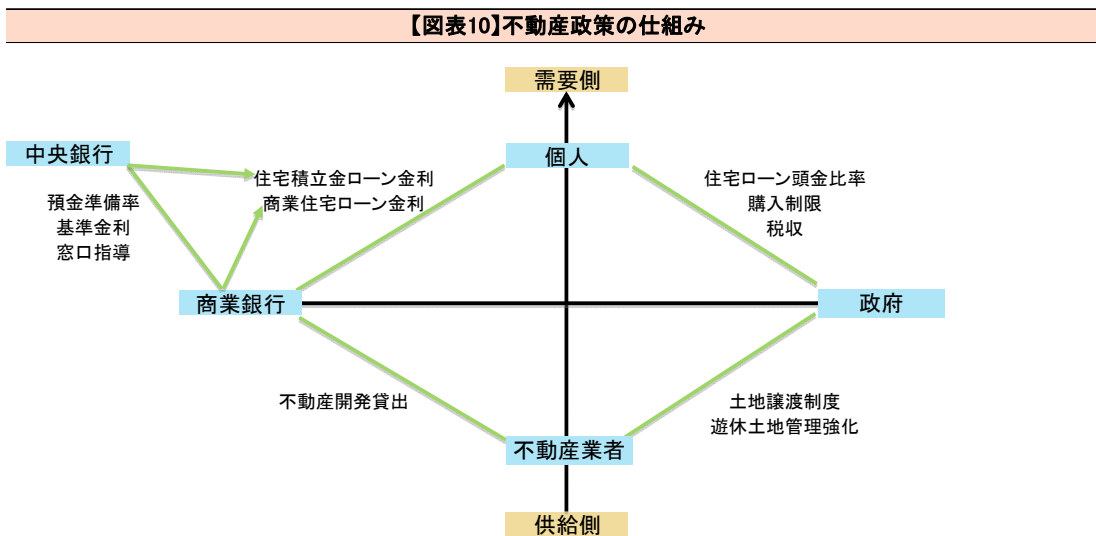 【図表10】不動産政策の仕組み
需要側
中央銀行
個人
住宅積立金ローン金利
商業住宅ローン金利
住宅ローン頭金比率
購入制限
税収
預金準備率
基準金利
窓口指導
商業銀行
政府
不動産開発貸出
土地譲渡制度
遊休土地管理強化
不動産業者
供給側